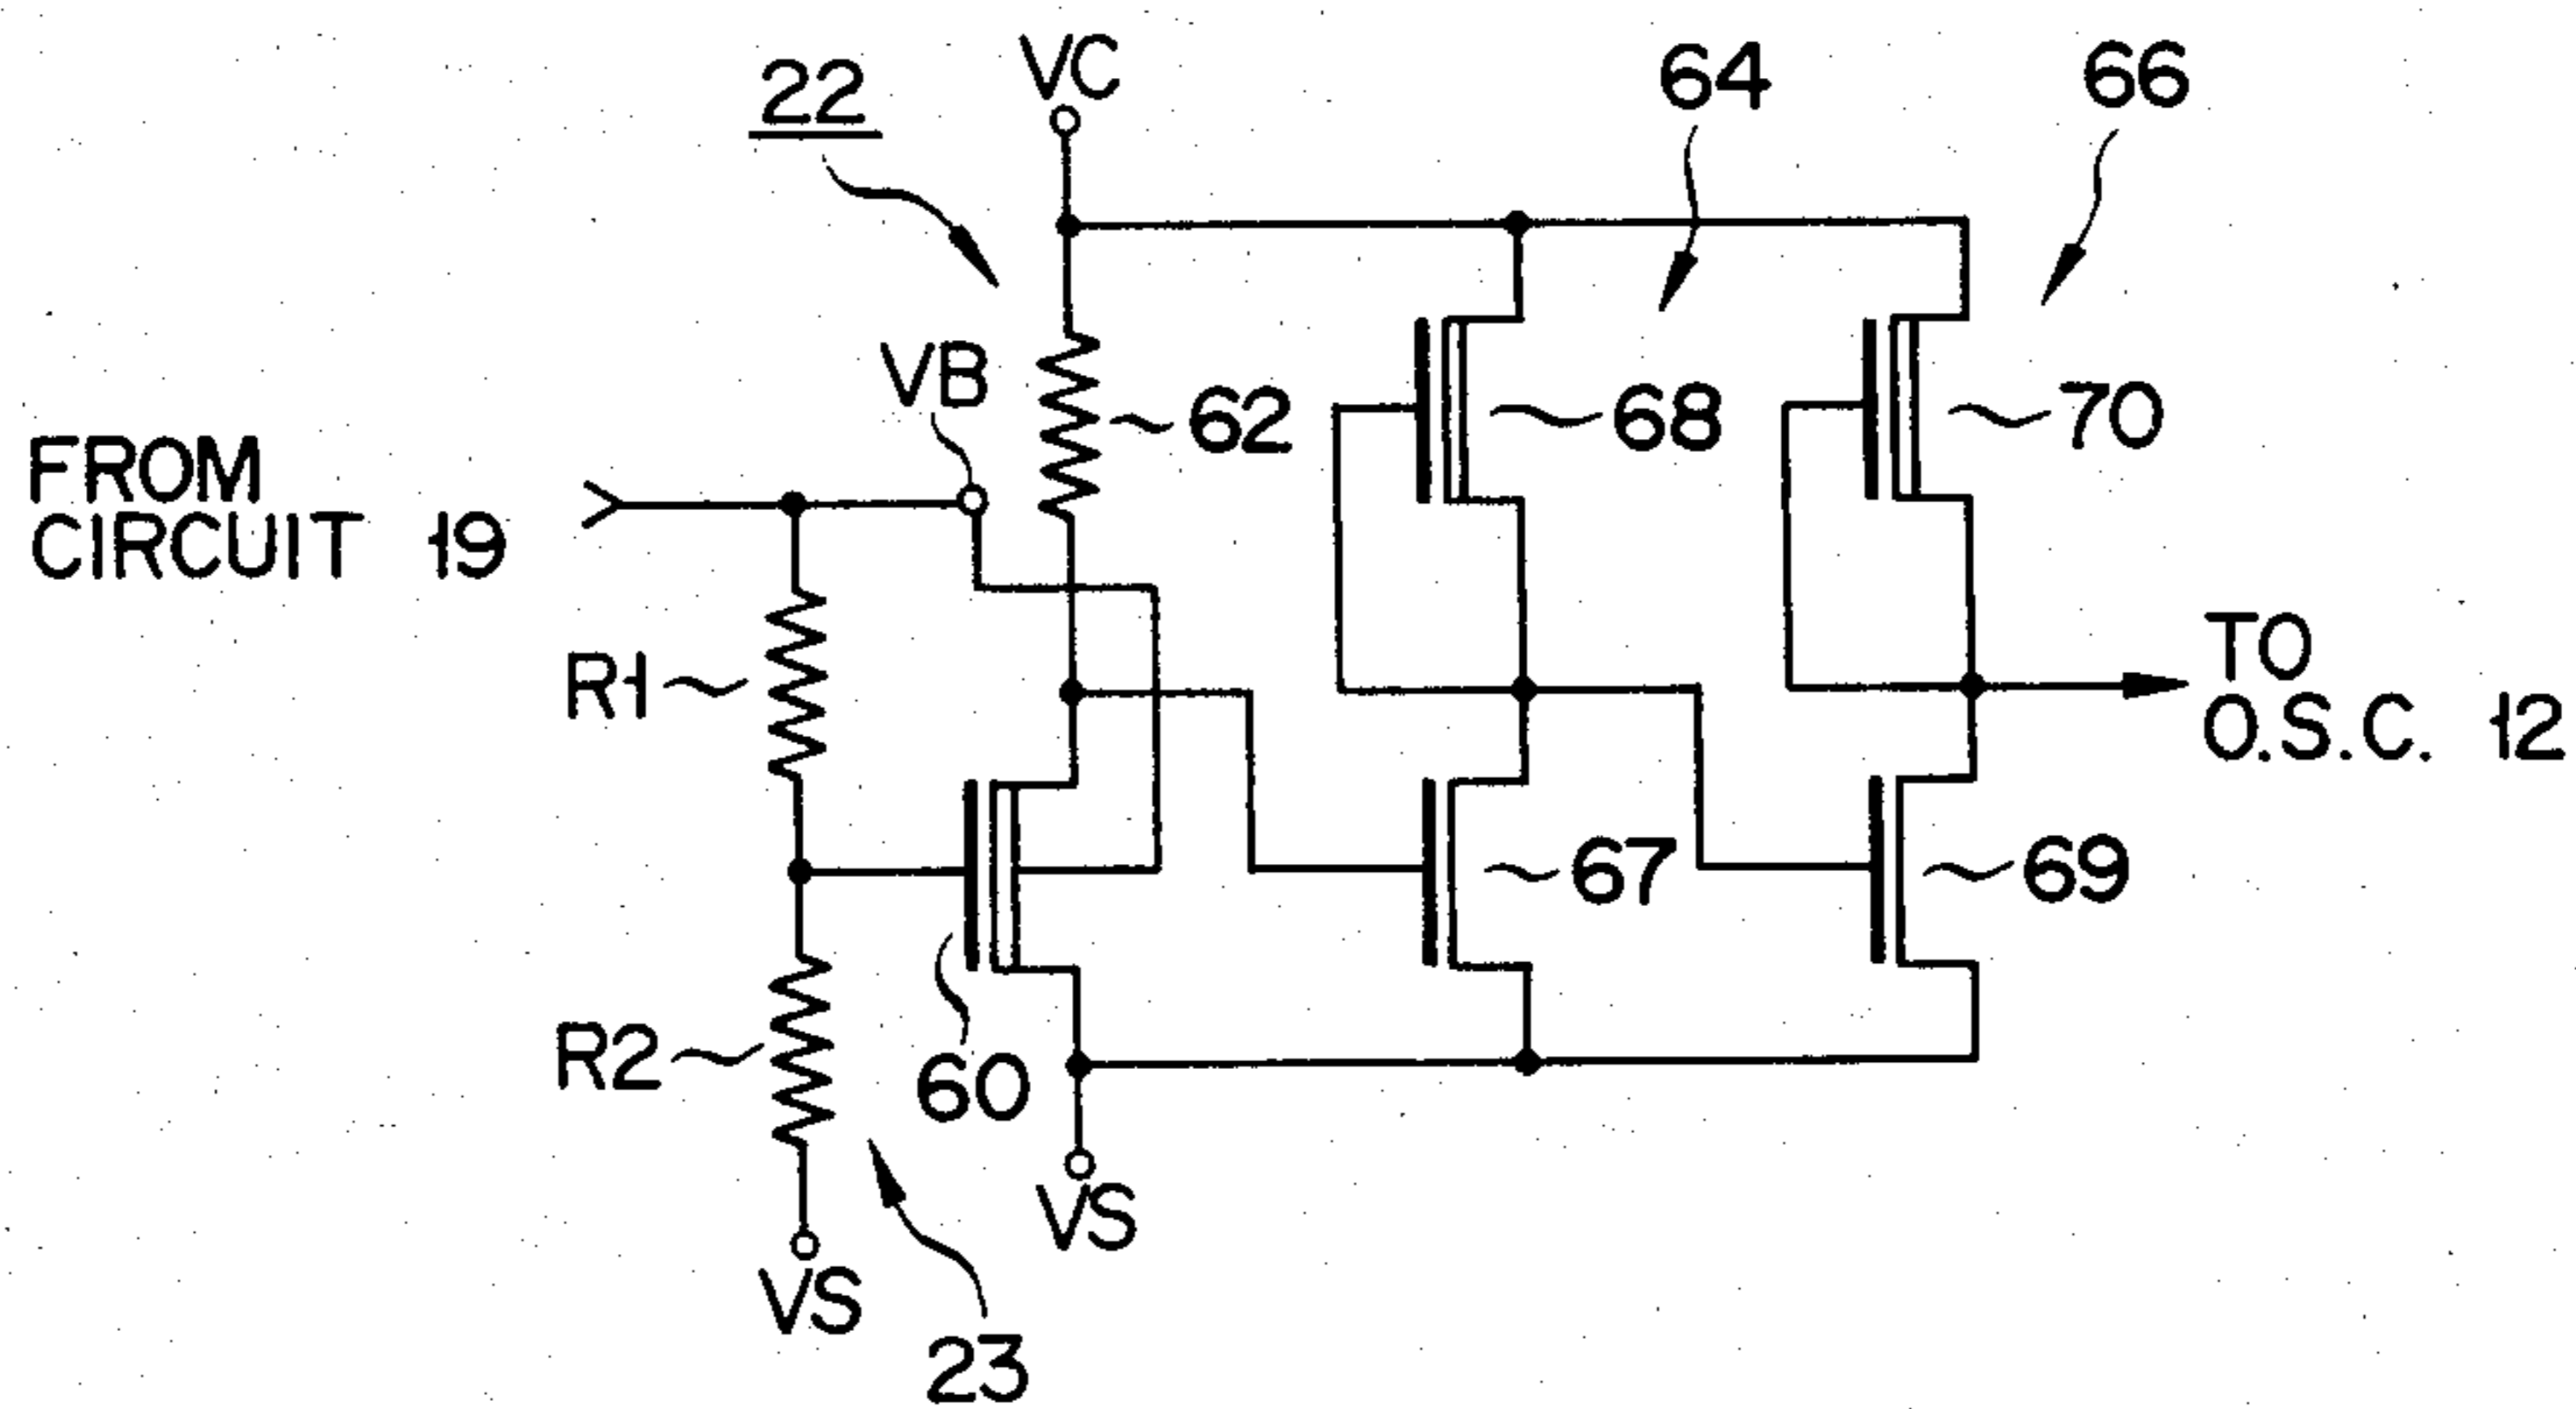 22
VC
64
66
VB
62
68
70
FROM
CIRCUIT 19
R1
TO
O.S.C. 12
67
69
R2
60
VS
VS
23